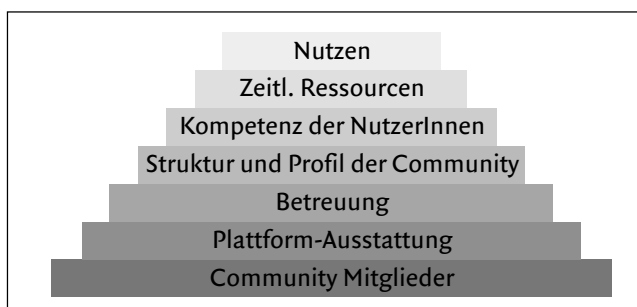 Nutzen
Zeitl. Ressourcen
Kompetenz der NutzerInnen
Struktur und Profil der Community
Betreuung
Plattform-Ausstattung
Community Mitglieder